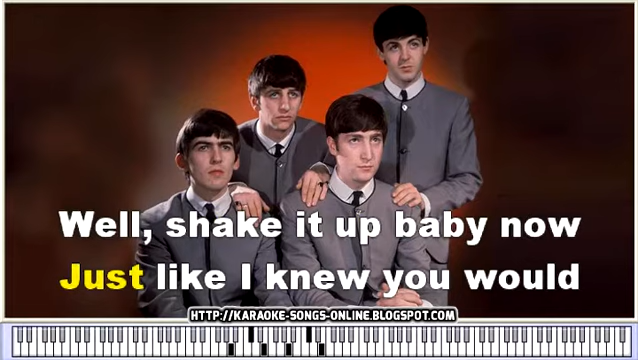 Well, shake it up baby now
Just like I knew you would
HTTP://KARAOKE-SONGS-ONLINE.BLOGSPOT.COM